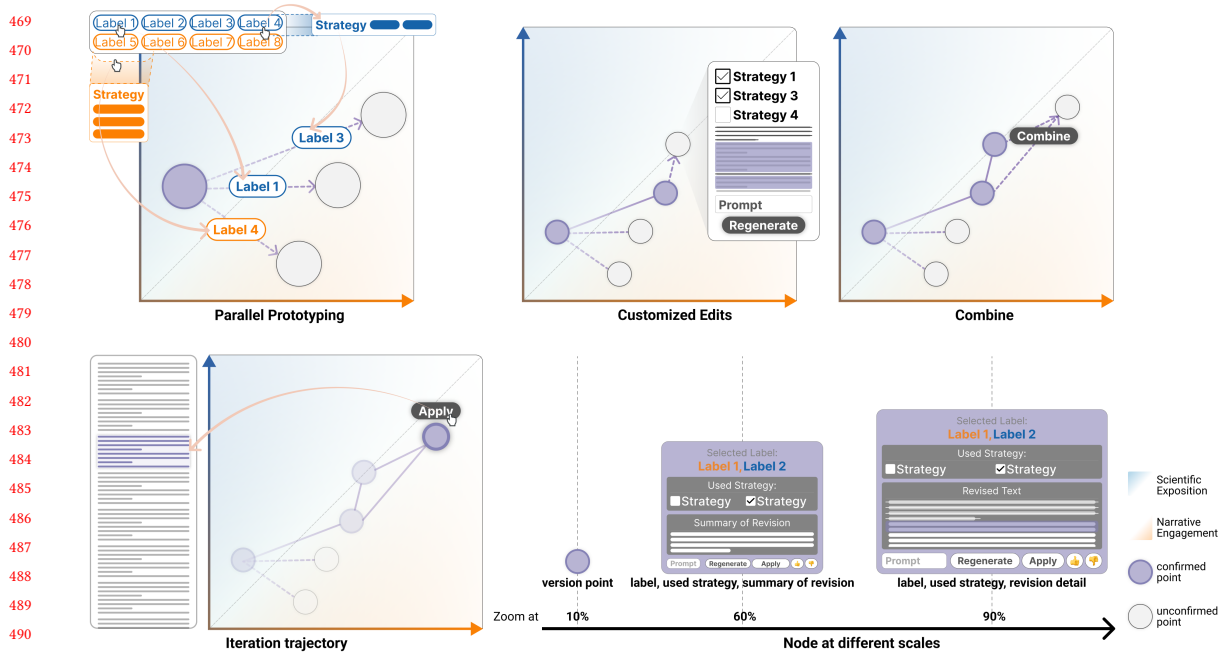 469
470
471
472
473
474
475
476
477
478
479
480
481
482
483
484
485
486
487
488
489
490
Label 1 Label 2 Label 3 Label 4
Label 5 Label 6 Label 7 Label 8
Strategy
Strategy
Label 3
Label 1
Label 4
Parallel Prototyping
Strategy 1
Strategy 3
Strategy 4
Prompt
Regenerate
Customized Edits
Combine
Combine
Apply
Iteration trajectory
version point
Selected Label:
Label 1, Label 2
Used Strategy:
Strategy Strategy
Summary of Revision
Prompt Regenerate Apply
label, used strategy, summary of revision
Selected Label:
Label 1, Label 2
Used Strategy:
Strategy Strategy
Revised Text
Prompt Regenerate Apply
label, used strategy, revision detail
Zoom at 10% 60% 90%
Node at different scales
Scientific
Exposition
Narrative
Engagement
confirmed
point
unconfirmed
point